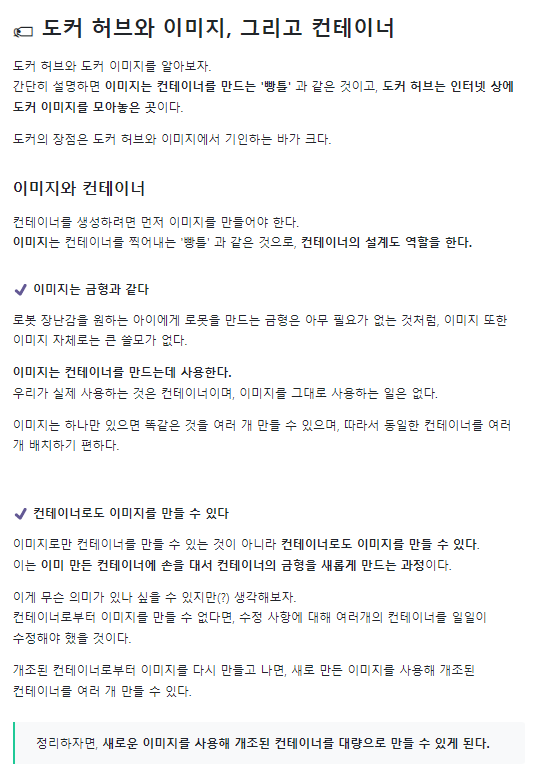 도커 허브와 이미지, 그리고 컨테이너
도커 허브와 도커 이미지를 알아보자.
간단히 설명하면 이미지는 컨테이너를 만드는 '빵틀' 과 같은 것이고, 도커 허브는 인터넷 상에
도커 이미지를 모아놓은 곳이다.
도커의 장점은 도커 허브와 이미지에서 기인하는 바가 크다.
이미지와 컨테이너
컨테이너를 생성하려면 먼저 이미지를 만들어야 한다.
이미지는 컨테이너를 찍어내는 '빵틀' 과 같은 것으로, 컨테이너의 설계도 역할을 한다.
이미지는 금형과 같다
로봇 장난감을 원하는 아이에게 로봇을 만드는 금형은 아무 필요가 없는 것처럼, 이미지 또한
이미지 자체로는 큰 쓸모가 없다.
이미지는 컨테이너를 만드는데 사용한다.
우리가 실제 사용하는 것은 컨테이너이며, 이미지를 그대로 사용하는 일은 없다.
이미지는 하나만 있으면 똑같은 것을 여러 개 만들 수 있으며, 따라서 동일한 컨테이너를 여러
개 배치하기 편하다.
컨테이너로도 이미지를 만들 수 있다
이미지로만 컨테이너를 만들 수 있는 것이 아니라 컨테이너로도 이미지를 만들 수 있다.
이는 이미 만든 컨테이너에 손을 대서 컨테이너의 금형을 새롭게 만드는 과정이다.
이게 무슨 의미가 있나 싶을 수 있지만(?) 생각해보자.
컨테이너로부터 이미지를 만들 수 없다면, 수정 사항에 대해 여러개의 컨테이너를 일일이
수정해야 했을 것이다.
개조된 컨테이너로부터 이미지를 다시 만들고 나면, 새로 만든 이미지를 사용해 개조된
컨테이너를 여러 개 만들 수 있다.
정리하자면, 새로운 이미지를 사용해 개조된 컨테이너를 대량으로 만들 수 있게 된다.